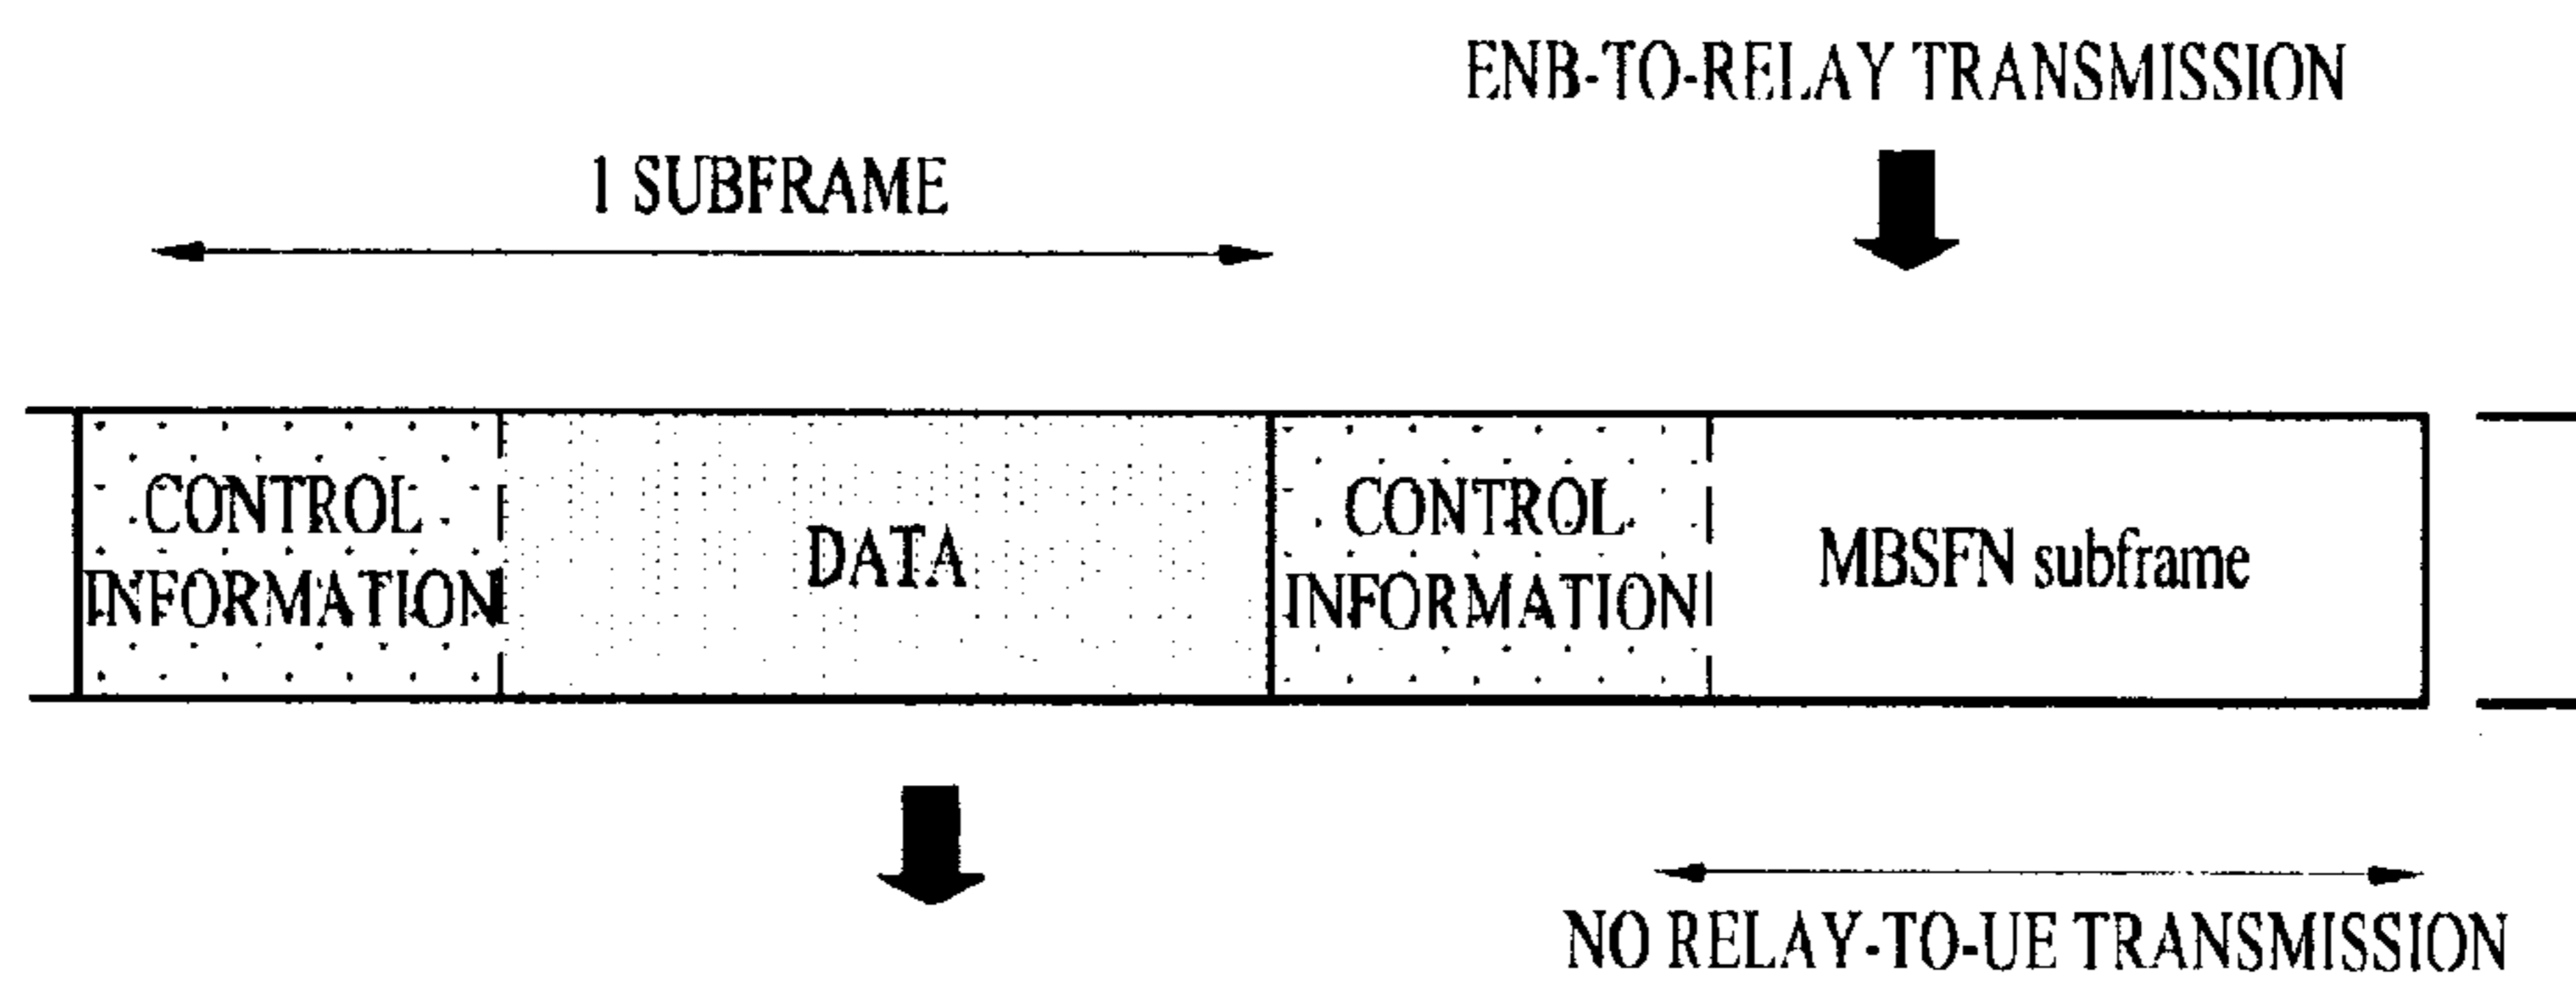 ENB-TO-RELAY TRANSMISSION
1 SUBFRAME
CONTROL
INFORMATION
DATA
CONTROL
INFORMATION
MBSFN subframe
NO RELAY-TO-UE TRANSMISSION